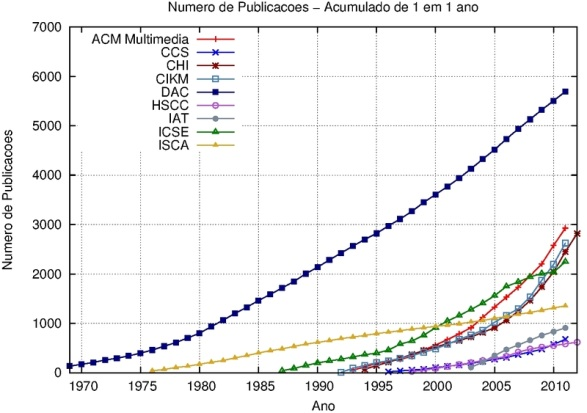 Numero de Publicacoes − Acumulado de 1 em 1 ano
7000
6000
5000
4000
3000
2000
1000
0
Numero de Publicacoes
ACM Multimedia
CCS
CHI
CIKM
DAC
HSCC
IAT
ICSE
ISCA
1970 1975 1980 1985 1990 1995 2000 2005 2010
Ano